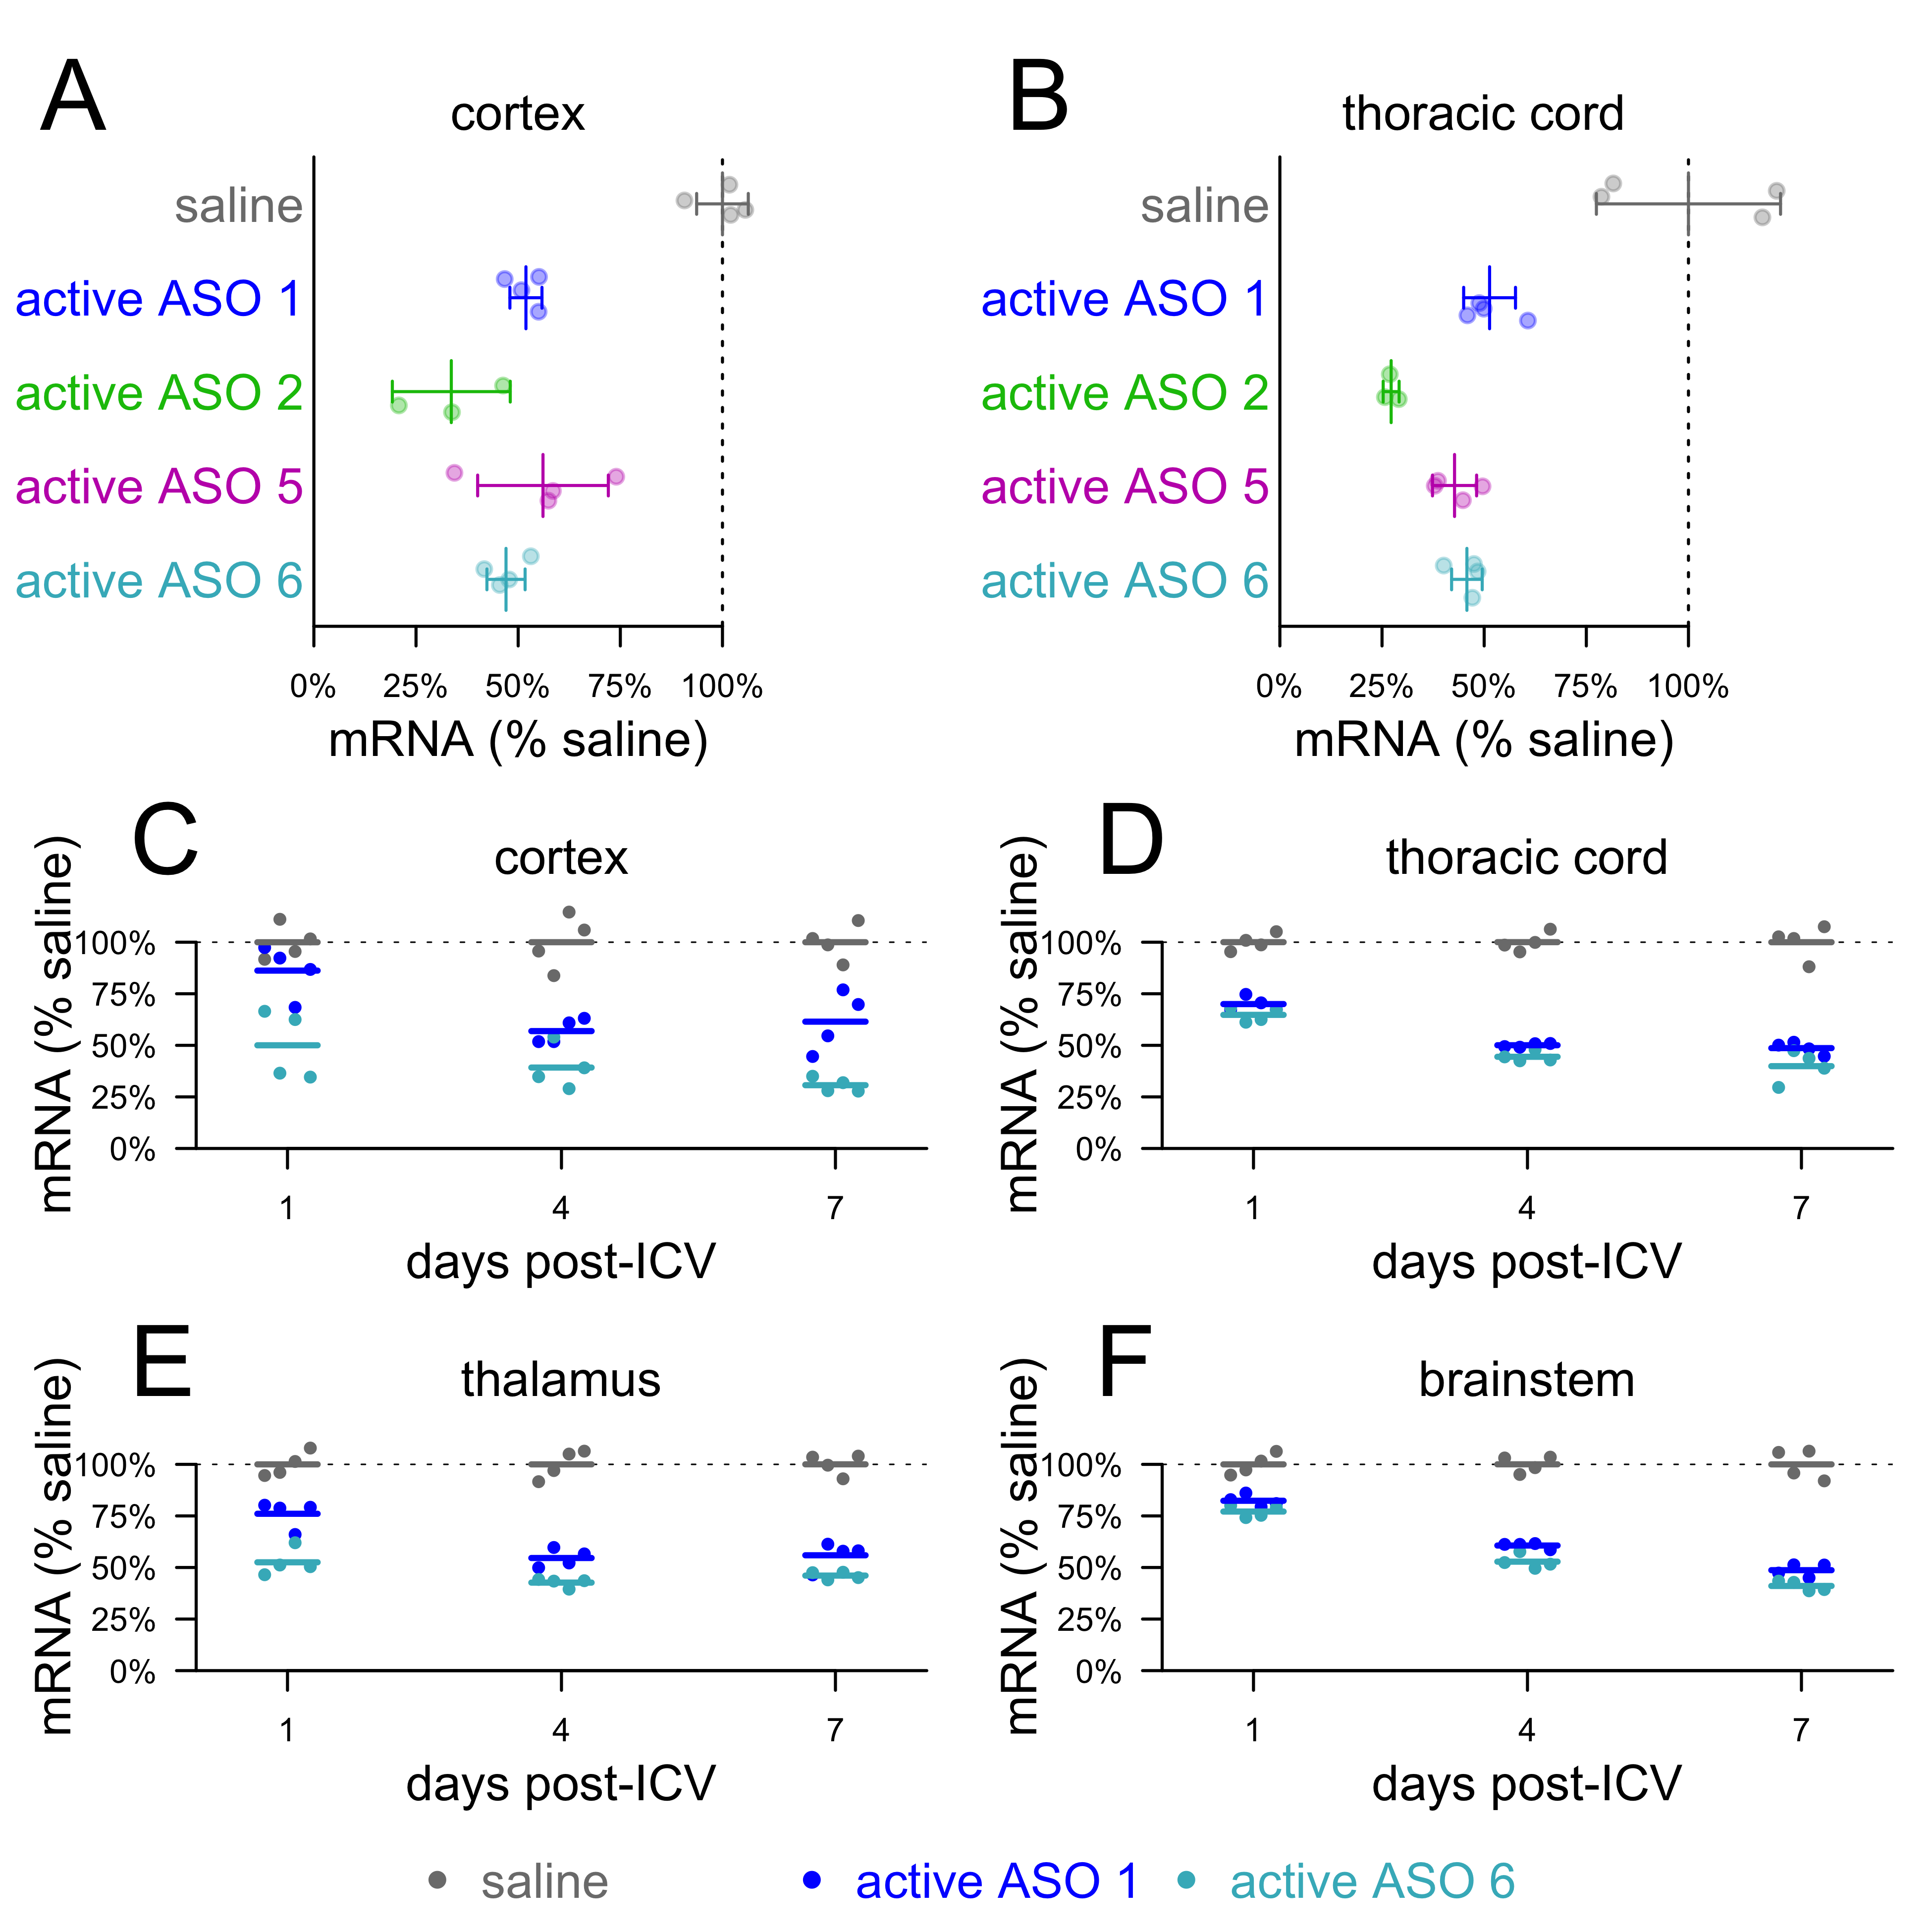 A
cortex
saline
active ASO 1
active ASO 2
active ASO 5
active ASO 6
0% 25% 50% 75% 100%
mRNA (% saline)
B
thoracic cord
saline
active ASO 1
active ASO 2
active ASO 5
active ASO 6
0% 25% 50% 75% 100%
mRNA (% saline)
C
cortex
mRNA (% saline)
100%
75%
50%
25%
0%
1 4 7
days post-ICV
D
thoracic cord
mRNA (% saline)
100%
75%
50%
25%
0%
1 4 7
days post-ICV
E
thalamus
mRNA (% saline)
100%
75%
50%
25%
0%
1 4 7
days post-ICV
F
brainstem
mRNA (% saline)
100%
75%
50%
25%
0%
1 4 7
days post-ICV
saline active ASO 1 active ASO 6